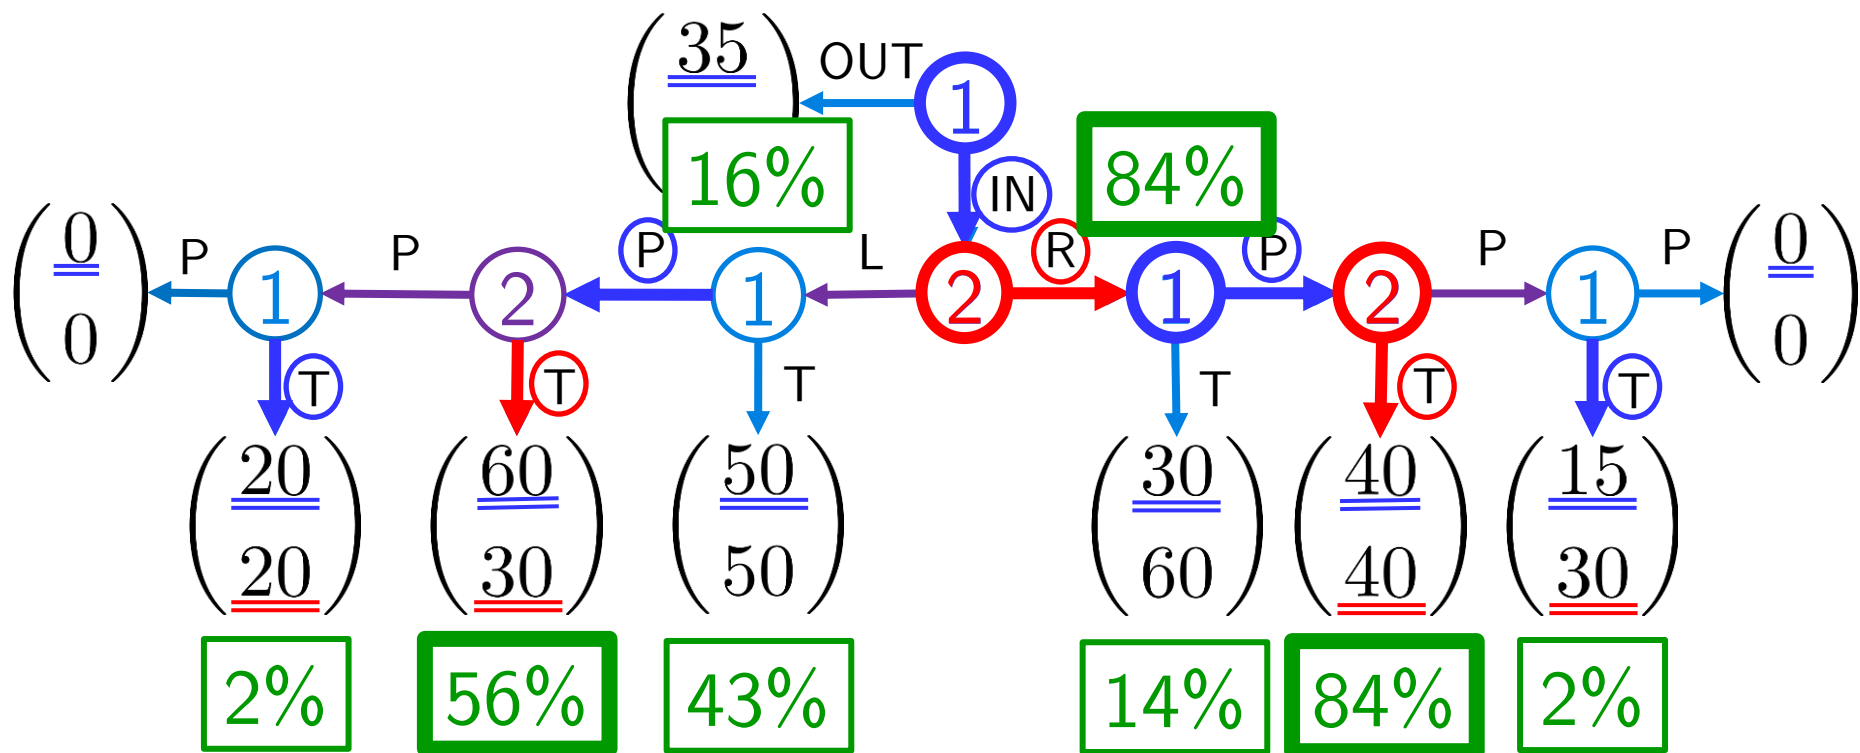 35 OUT 1
16% IN 84%
0 P 1 P 2 P 1 L 2 R 1 P 2 P 1 P 0
0 0
T T T T T T
20 60 50 30 40 15
20 30 50 60 40 30
2% 56% 43% 14% 84% 2%